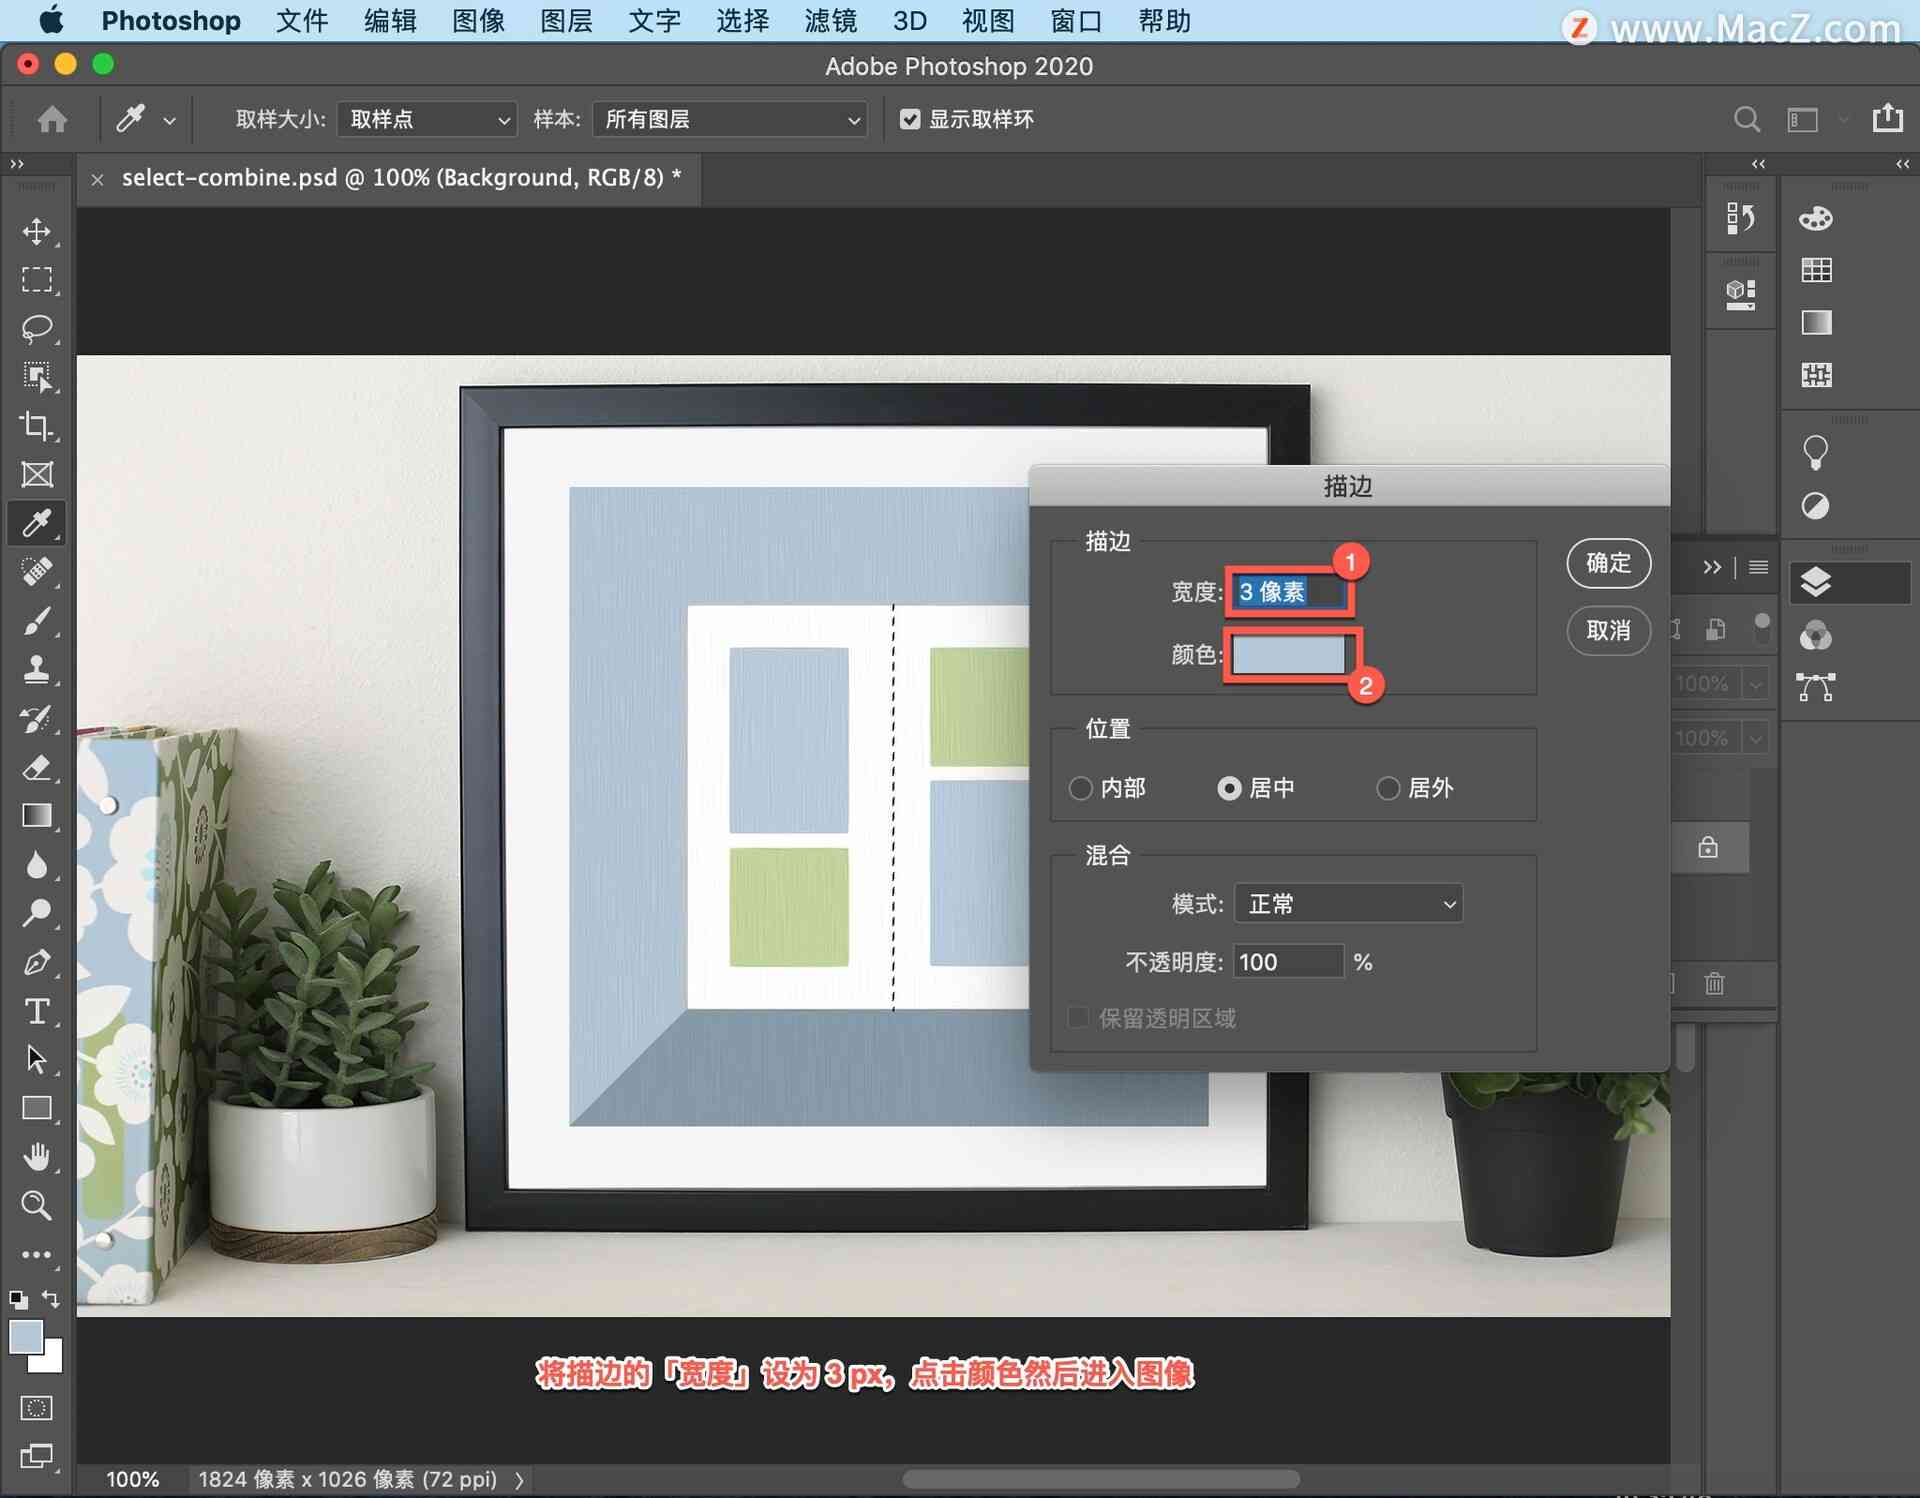 Photoshop 文件 编辑 图像 图层 文字 选择 滤镜 3D 视图 窗口 帮助
Z www.MacZ.com
Adobe Photoshop 2020
取样大小: 取样点 样本: 所有图层 显示取样环
select-combine.psd @ 100% (Background, RGB/8) *
描边
描边
宽度: 3 像素
1
颜色:
2
确定
取消
位置
内部 居中 居外
混合
模式: 正常
不透明度: 100 %
保留透明区域
100%
100%
将描边的「宽度」设为 3 px，点击颜色然后进入图像
100% 1824 像素 x 1026 像素 (72 ppi)